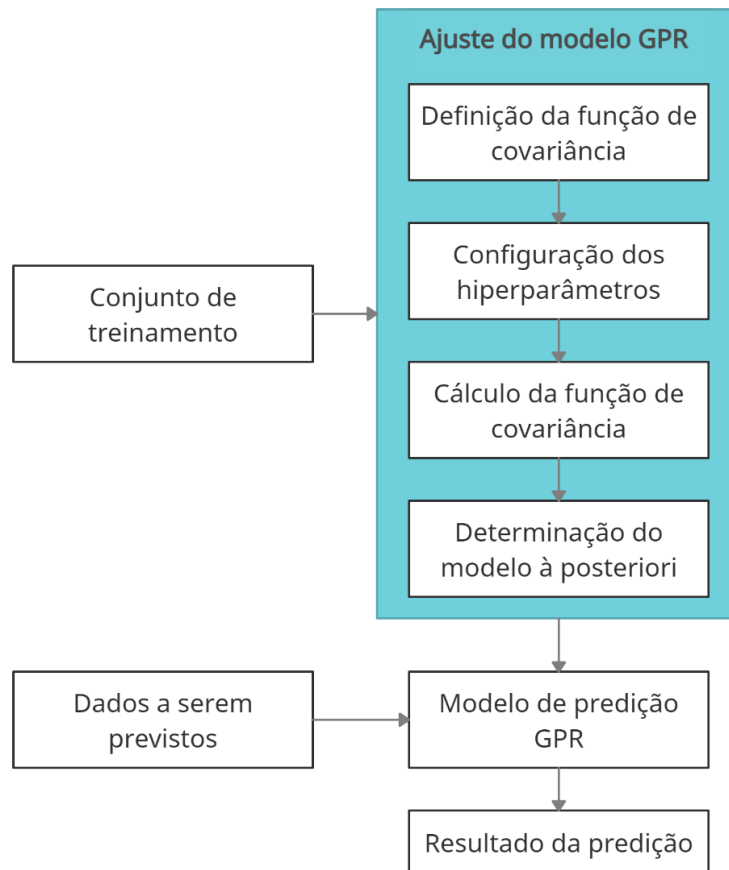 Ajuste do modelo GPR
Definição da função de
covariância
Configuração dos
hiperparâmetros
Conjunto de
treinamento
Cálculo da função de
covariância
Determinação do
modelo à posteriori
Dados a serem
previstos
Modelo de predição
GPR
Resultado da predição